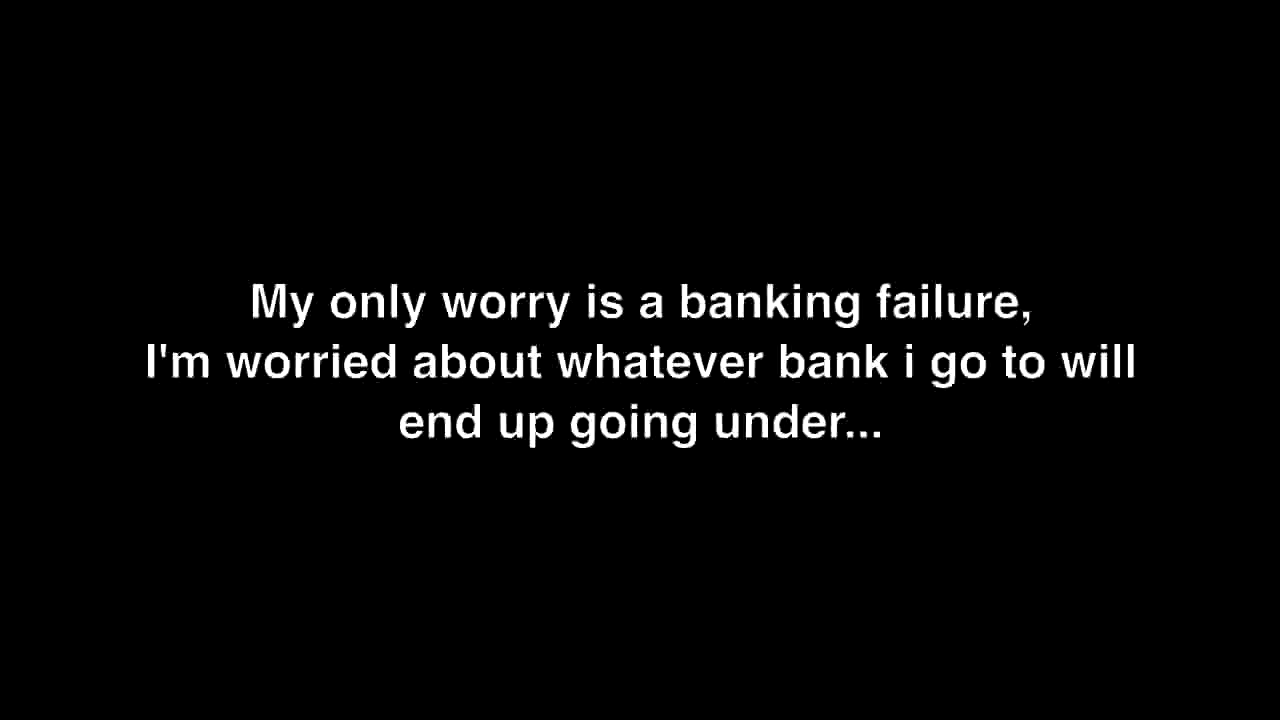 My only worry is a banking failure,
I'm worried about whatever bank i go to will
end up going under...